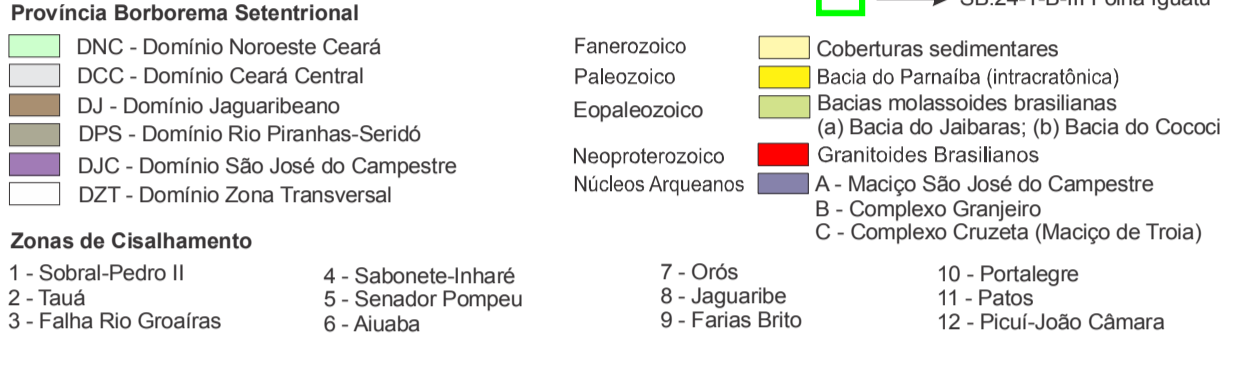 SB.24-Y-B-III Folha Iguatu
Província Borborema Setentrional
DNC - Domínio Noroeste Ceará
DCC - Domínio Ceará Central
DJ - Domínio Jaguaribeano
DPS - Domínio Rio Piranhas-Seridó
DJC - Domínio São José do Campestre
DZT - Domínio Zona Transversal
Fanerozoico Coberturas sedimentares
Paleozoico Bacia do Parnaíba (intracratônica)
Eopaleozoico Bacias molassoides brasilianas
(a) Bacia do Jaibaras; (b) Bacia do Cococi
Neoproterozoico Granitoides Brasilianos
Núcleos Arqueanos A - Maciço São José do Campestre
B - Complexo Granjeiro
C - Complexo Cruzeta (Maciço de Troia)
Zonas de Cisalhamento
1 - Sobral-Pedro II
2 - Tauá
3 - Falha Rio Groaíras
4 - Sabonete-Inharé
5 - Senador Pompeu
6 - Aiuaba
7 - Orós
8 - Jaguaribe
9 - Farias Brito
10 - Portalegre
11 - Patos
12 - Picuí-João Câmara